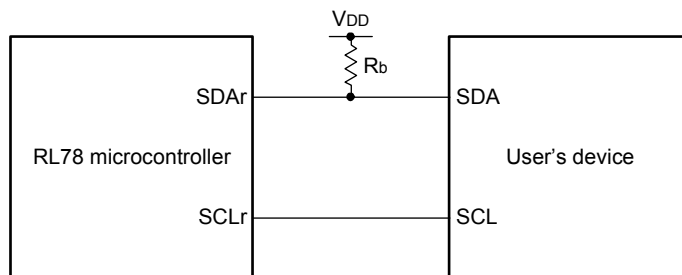 VDD
Rb
SDAr
SDA
RL78 microcontroller
User’s device
SCLr
SCL